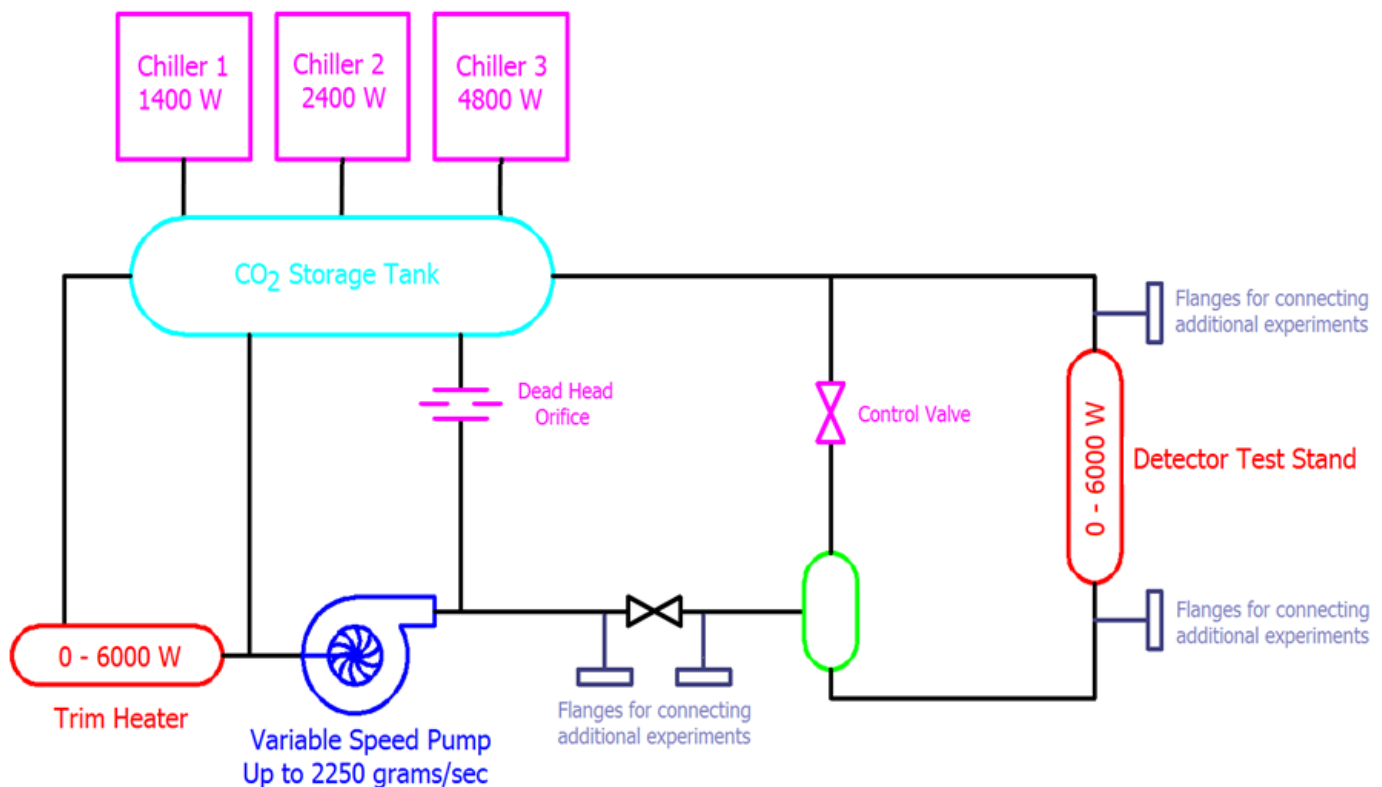 Chiller 1
1400 W
Chiller 2
2400 W
Chiller 3
4800 W
CO2 Storage Tank
Flanges for connecting
additional experiments
Dead Head
Orifice
Control Valve
0 - 6000 W
Detector Test Stand
Flanges for connecting
additional experiments
0 - 6000 W
Trim Heater
Flanges for connecting
additional experiments
Variable Speed Pump
Up to 2250 grams/sec